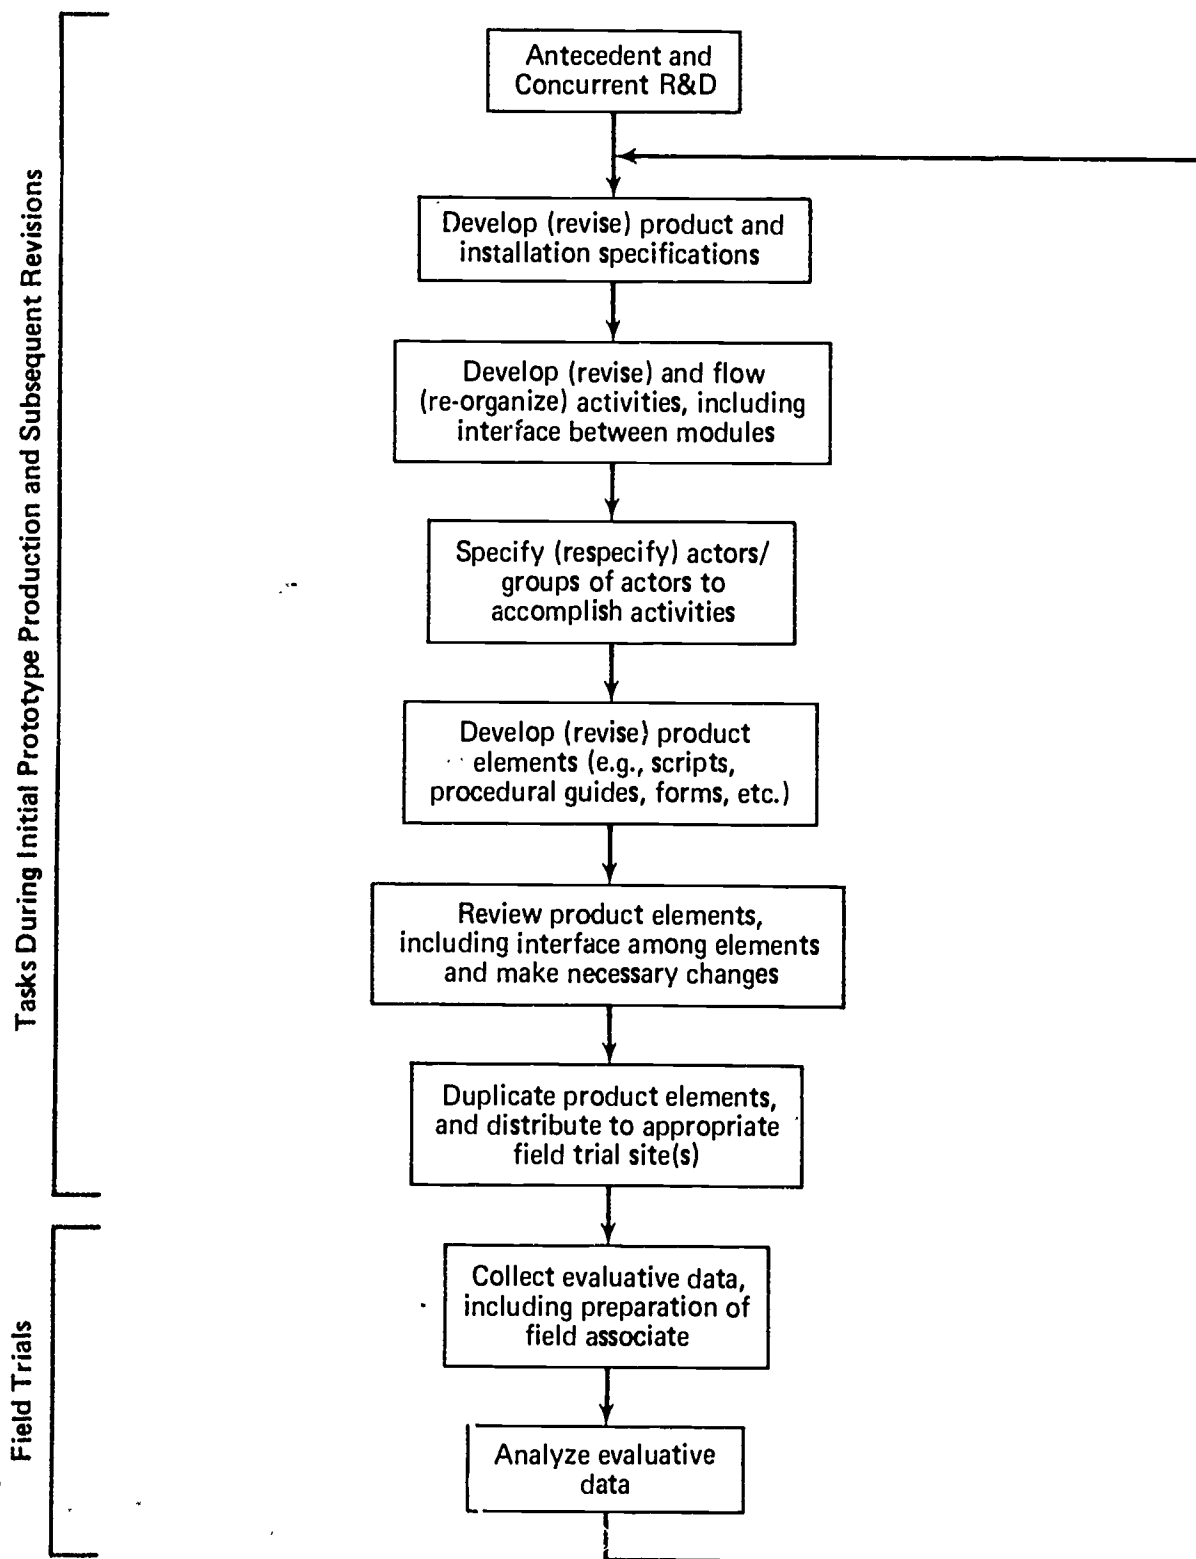 Antecedent and
Concurrent R&D
Develop (revise) product and
installation specifications
Develop (revise) and flow
(re-organize) activities, including
interface between modules
Specify (respecify) actors/
groups of actors to
accomplish activities
Develop (revise) product
elements (e.g., scripts,
procedural guides, forms, etc.)
Review product elements,
including interface among elements
and make necessary changes
Duplicate product elements,
and distribute to appropriate
field trial site(s)
Collect evaluative data,
including preparation of
field associate
Analyze evaluative
data
Tasks During Initial Prototype Production and Subsequent Revisions
Field Trials